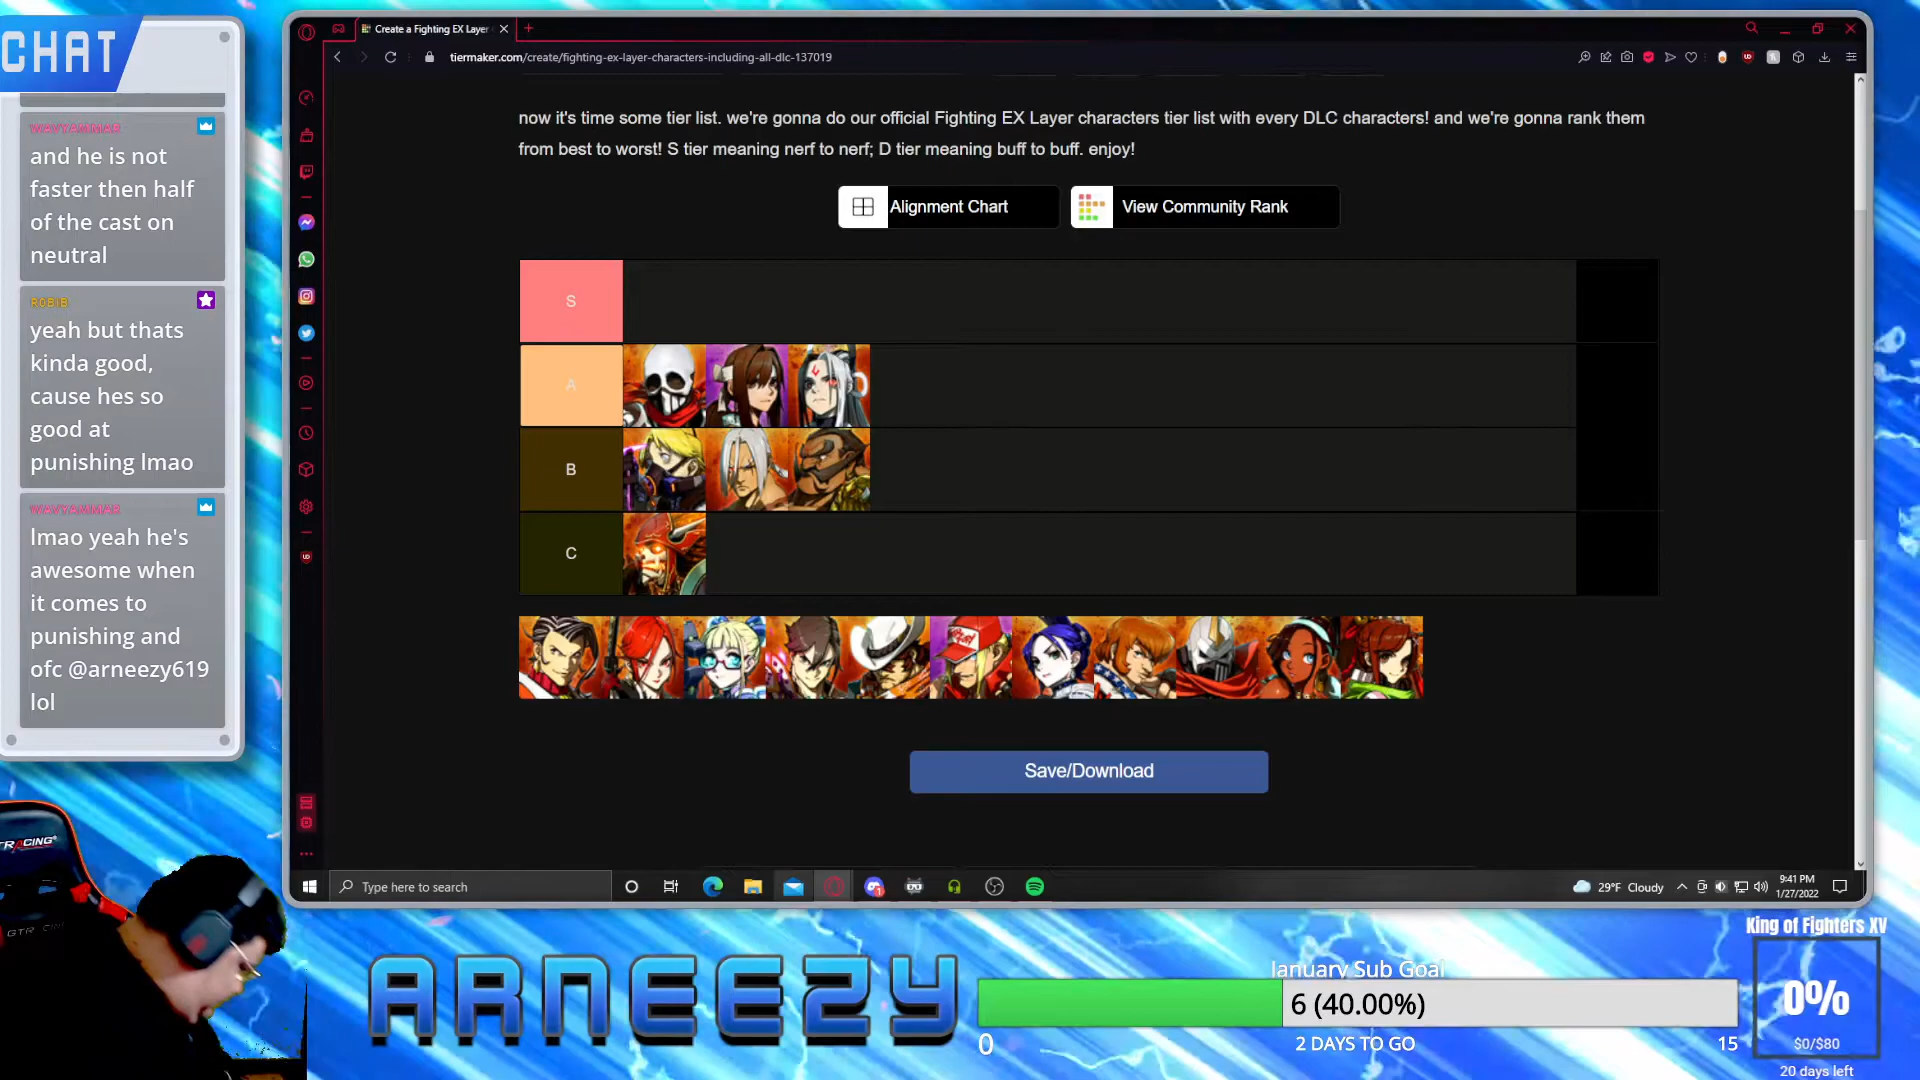 CHAT
WAVYAMMAR
and he is not
faster then half
of the cast on
neutral
ROBIB
yeah but thats
kinda good,
cause hes so
good at
punishing lmao
WAVYAMMAR
lmao yeah he's
awesome when
it comes to
punishing and
ofc @arneezy619
lol
Create a Fighting EX Layer
tiermaker.com/create/fighting-ex-layer-characters-including-all-dlc-137019
now it's time some tier list. we're gonna do our official Fighting EX Layer characters tier list with every DLC characters! and we're gonna rank them
from best to worst! S tier meaning nerf to nerf; D tier meaning buff to buff. enjoy!
Alignment Chart
View Community Rank
S
A
B
C
Save/Download
Type here to search
29°F Cloudy
9:41 PM
1/27/2022
ARNEEZY
January Sub Goal
6 (40.00%)
0
2 DAYS TO GO
15
King of Fighters XV
0%
$0/$80
20 days left